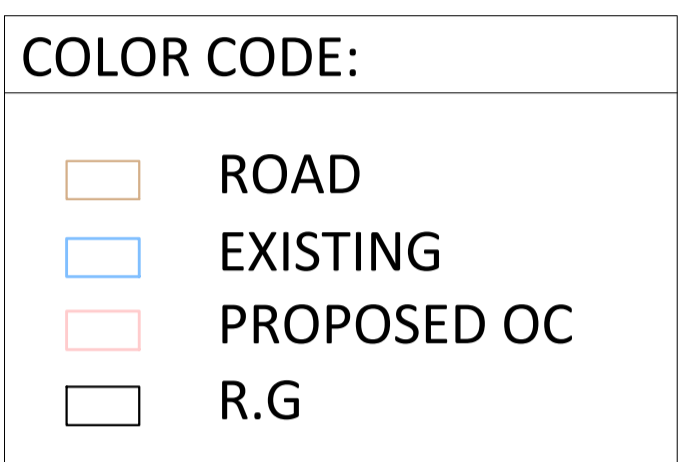 COLOR CODE:
ROAD
EXISTING
PROPOSED OC
R.G